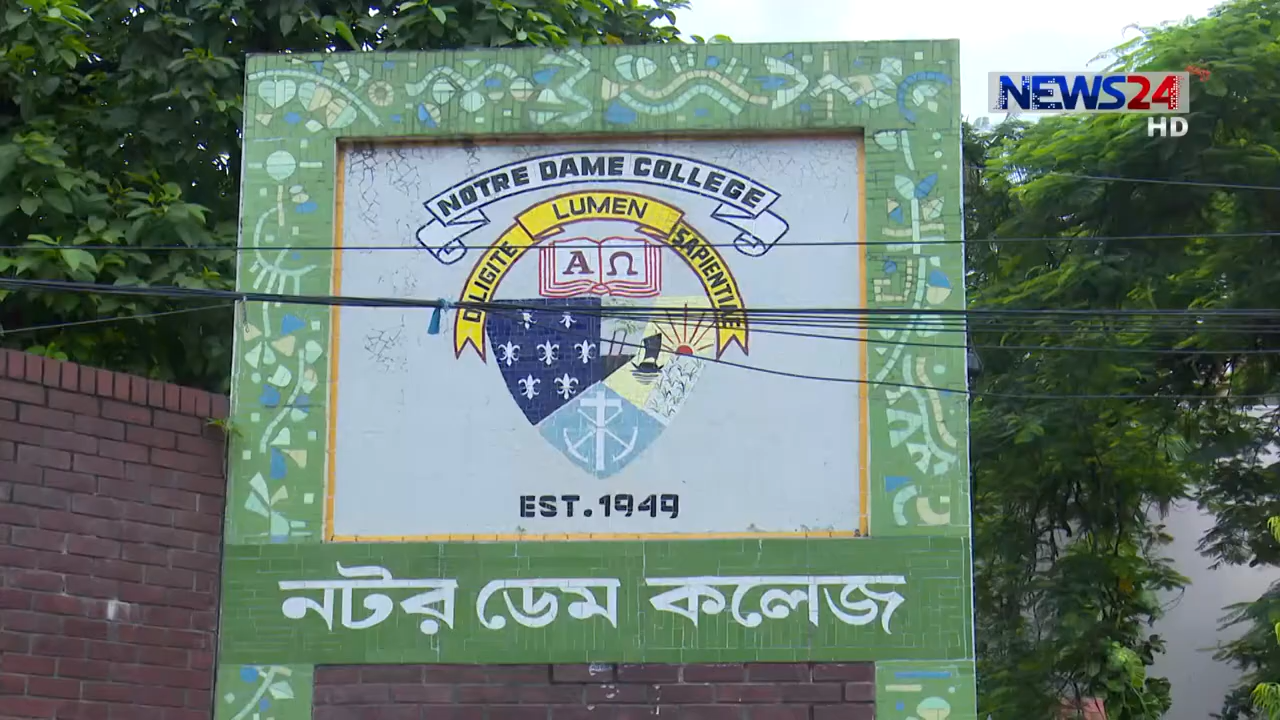 NEWS24
HD
NOTRE DAME COLLEGE
DILIGITE LUMEN SAPIENTIAE
Α Ω
EST. 1949
নটর ডেম কলেজ